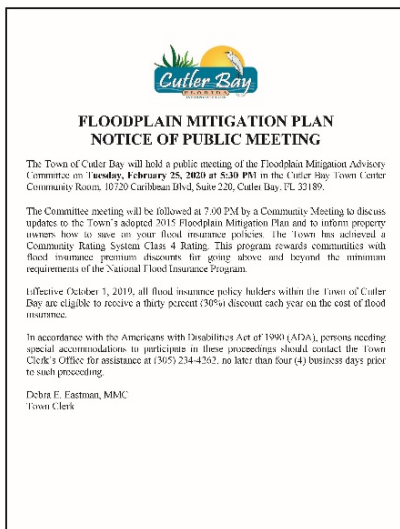 Cutler Bay
FLORIDA
FLOODPLAIN MITIGATION PLAN
NOTICE OF PUBLIC MEETING
The Town of Cutler Bay will hold a public meeting of the Floodplain Mitigation Advisory
Committee on Tuesday, February 25, 2020 at 5:30 PM in the Cutler Bay Town Center
Community Room, 10720 Caribbean Blvd, Suite 220, Cutler Bay, FL 33189.
The Committee meeting will be followed at 7:00 PM by a Community Meeting to discuss
updates to the Town's adopted 2015 Floodplain Mitigation Plan and to inform property
owners how to save on your flood insurance policies. The Town has achieved a
Community Rating System Class 4 Rating. This program rewards communities with
flood insurance premium discounts for going above and beyond the minimum
requirements of the National Flood Insurance Program.
Effective October 1, 2019, all flood insurance policy holders within the Town of Cutler
Bay are eligible to receive a thirty percent (30%) discount each year on the cost of flood
insurance.
In accordance with the Americans with Disabilities Act of 1990 (ADA), persons needing
special accommodations to participate in these proceedings should contact the Town
Clerk's Office for assistance at (305) 234-4262, no later than four (4) business days prior
to such proceeding.
Debra E. Eastman, MMC
Town Clerk